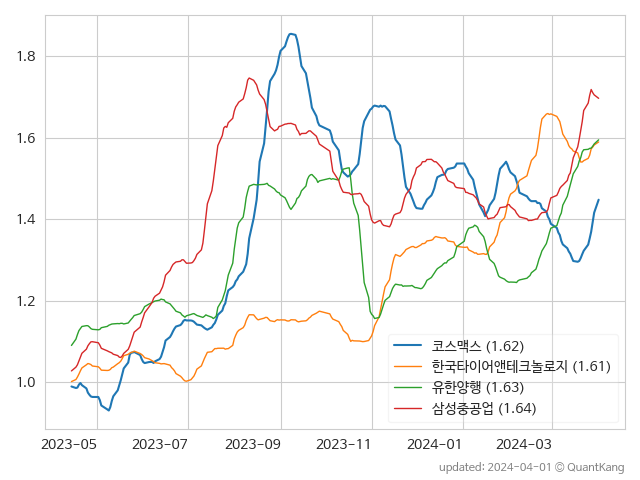 1.8
1.6
1.4
1.2
1.0
코스맥스 (1.62)
한국타이어앤테크놀로지 (1.61)
유한양행 (1.63)
삼성중공업 (1.64)
2023-05 2023-07 2023-09 2023-11 2024-01 2024-03
updated: 2024-04-01 © QuantKang